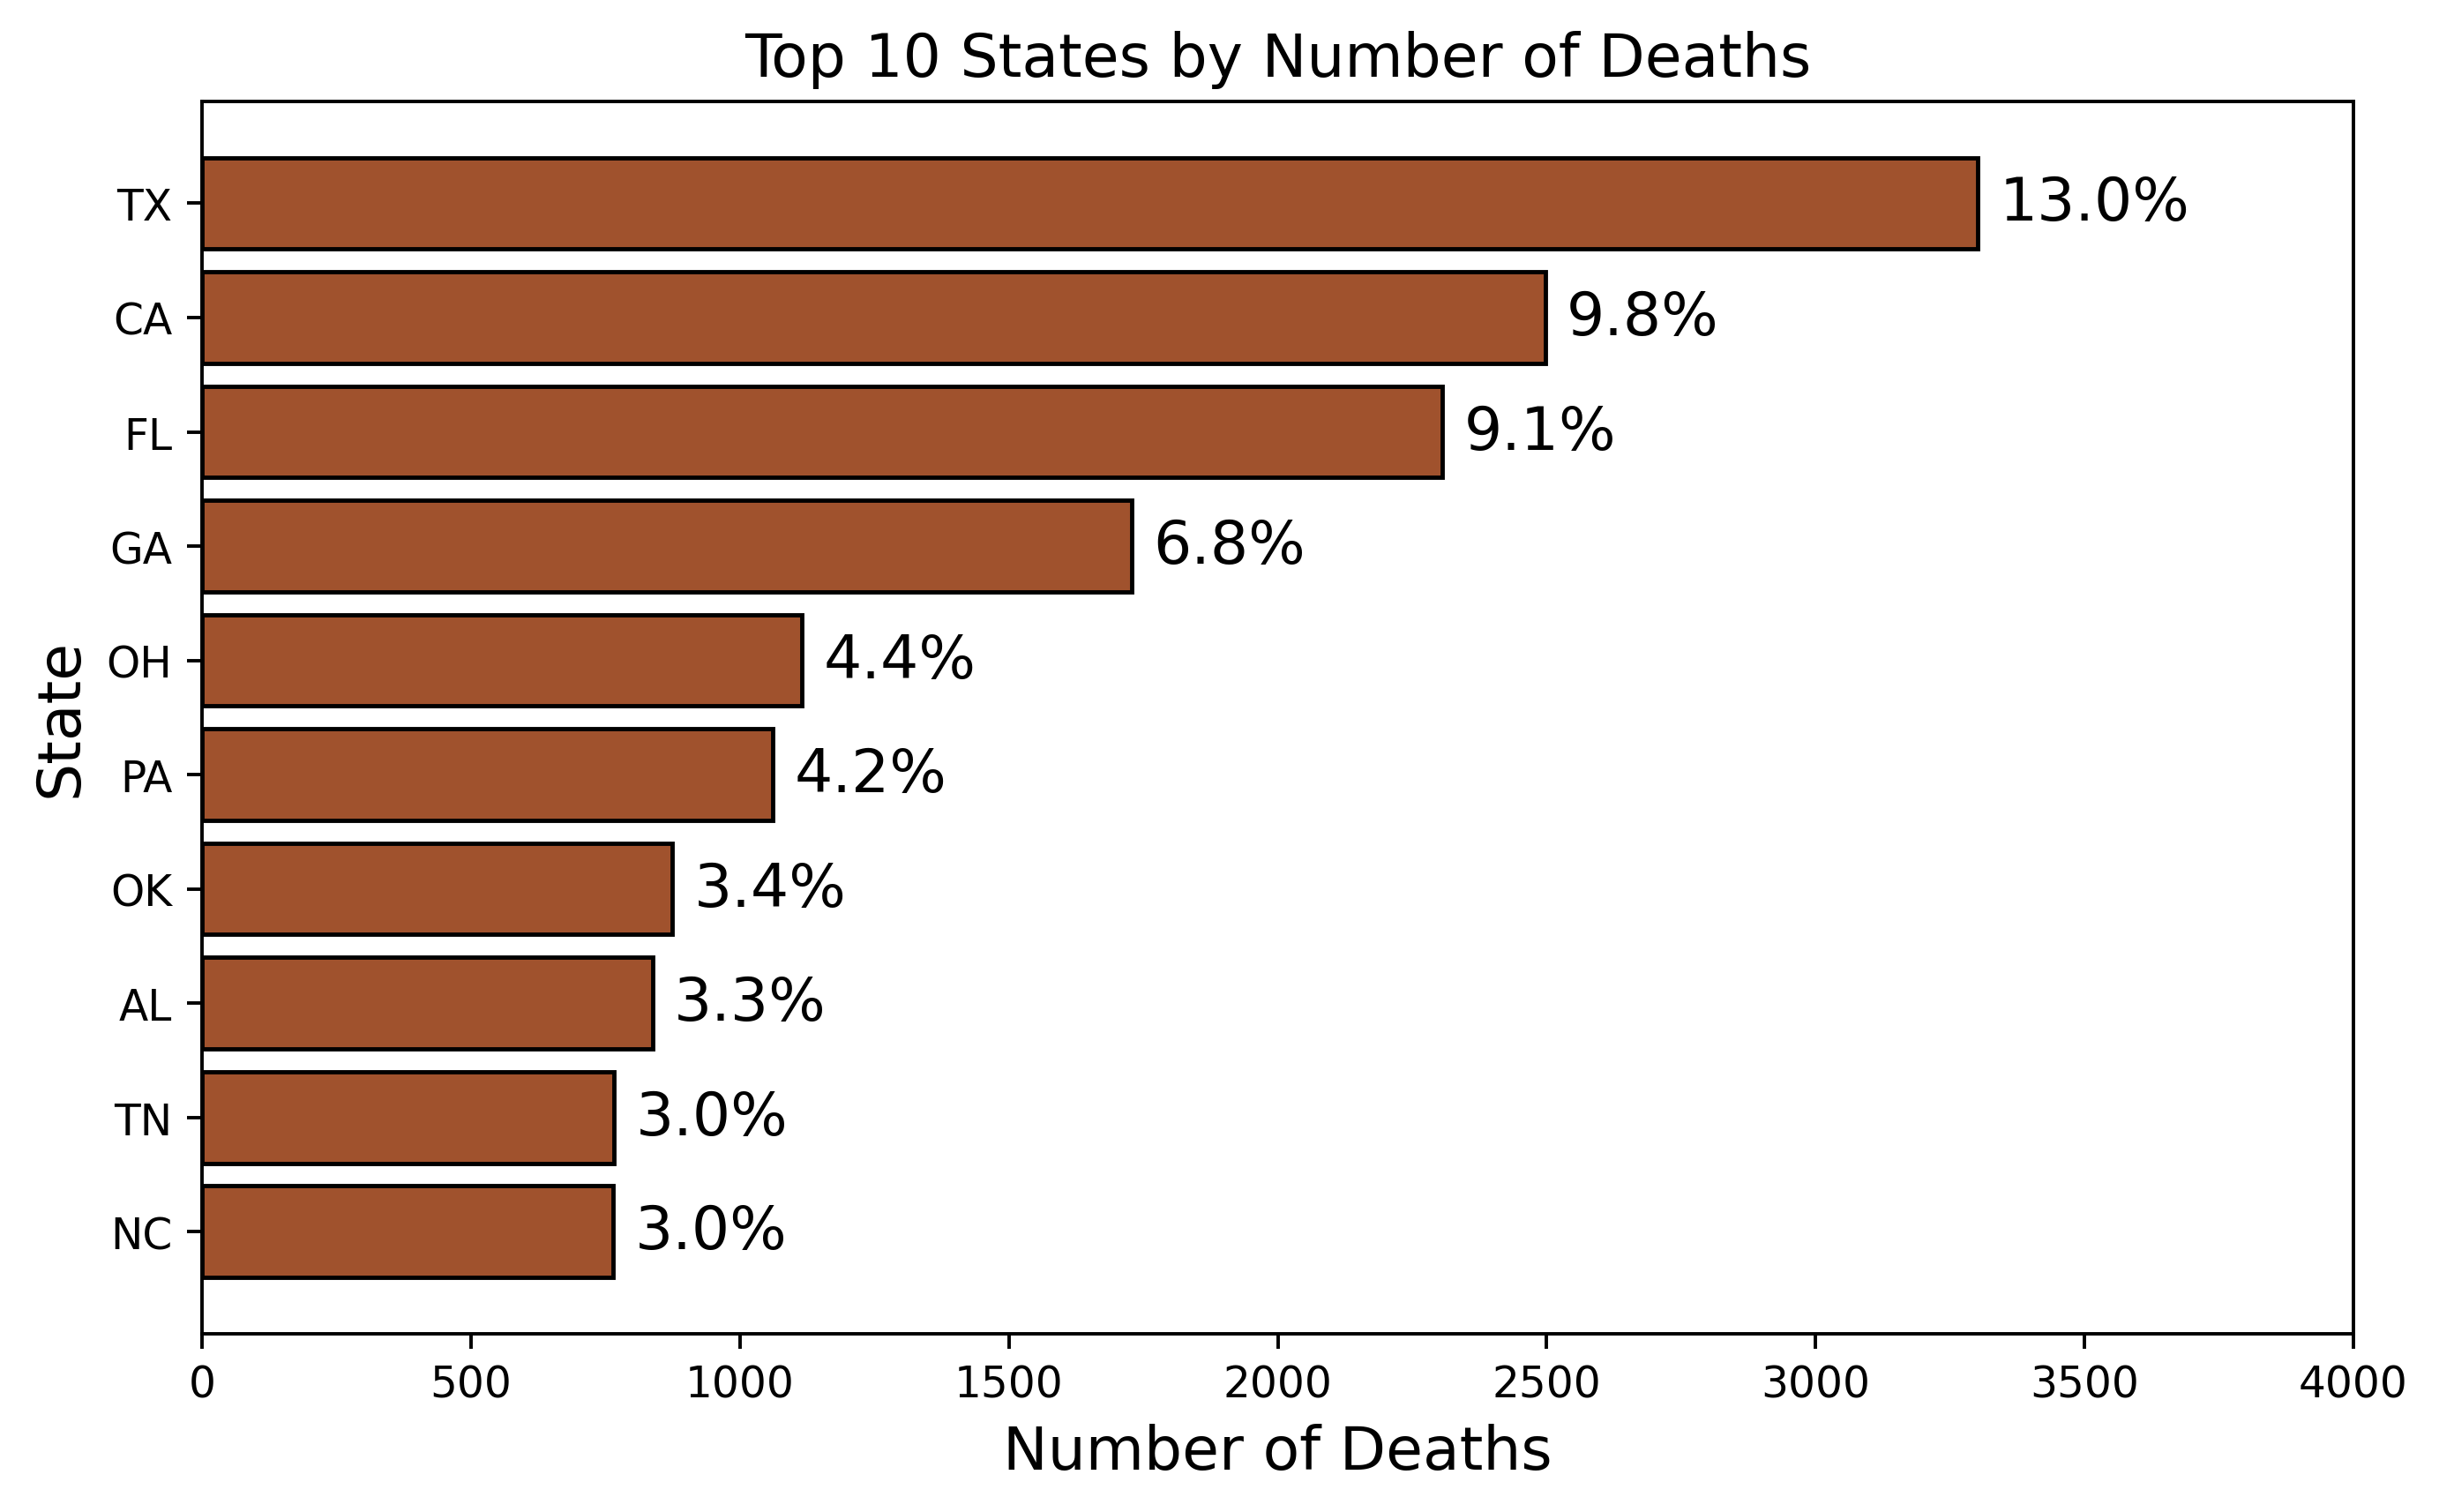 Top 10 States by Number of Deaths
TX 13.0%
CA 9.8%
FL 9.1%
GA 6.8%
OH 4.4%
PA 4.2%
OK 3.4%
AL 3.3%
TN 3.0%
NC 3.0%
State
0 500 1000 1500 2000 2500 3000 3500 4000
Number of Deaths